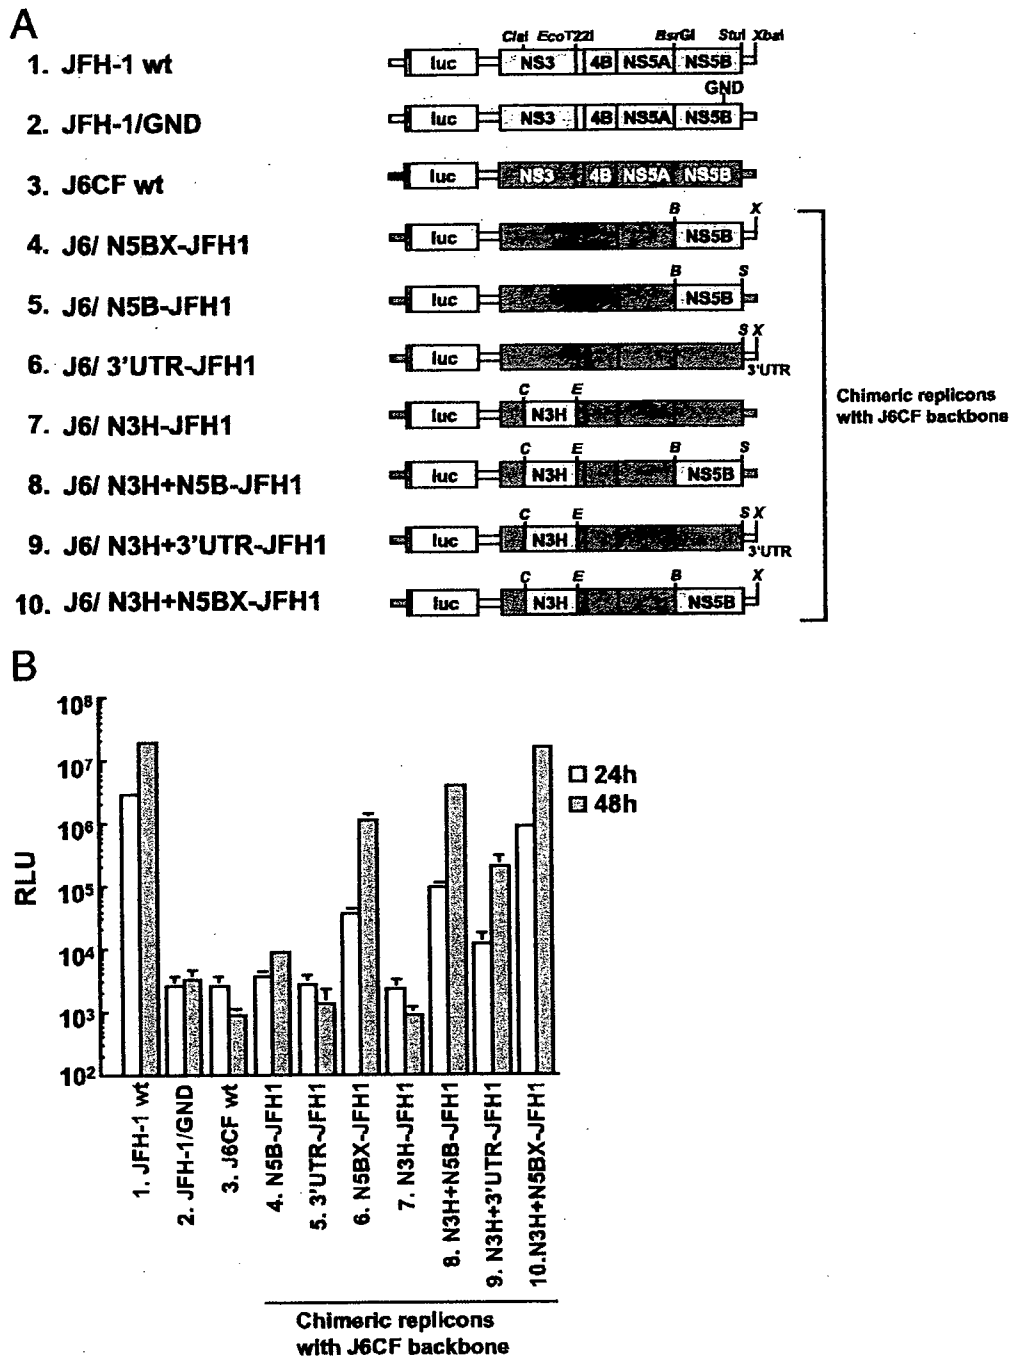 A
ClaI EcoT22I BsrGI StuI XbaI
1. JFH-1 wt luc NS3 4B NS5A NS5B
GND
2. JFH-1/GND luc NS3 4B NS5A NS5B
3. J6CF wt luc NS3 4B NS5A NS5B
B X
4. J6/ N5BX-JFH1 luc NS5B
B S
5. J6/ N5B-JFH1 luc NS5B
S X
6. J6/ 3'UTR-JFH1 luc
3'UTR
C E
7. J6/ N3H-JFH1 luc N3H
C E B S
8. J6/ N3H+N5B-JFH1 luc N3H NS5B
C E S X
9. J6/ N3H+3'UTR-JFH1 luc N3H
3'UTR
C E B X
10. J6/ N3H+N5BX-JFH1 luc N3H NS5B
Chimeric replicons
with J6CF backbone
B
RLU
10⁸
10⁷
10⁶
10⁵
10⁴
10³
10²
24h
48h
1. JFH-1 wt
2. JFH-1/GND
3. J6CF wt
4. N5B-JFH1
5. 3'UTR-JFH1
6. N5BX-JFH1
7. N3H-JFH1
8. N3H+N5B-JFH1
9. N3H+3'UTR-JFH1
10.N3H+N5BX-JFH1
Chimeric replicons
with J6CF backbone